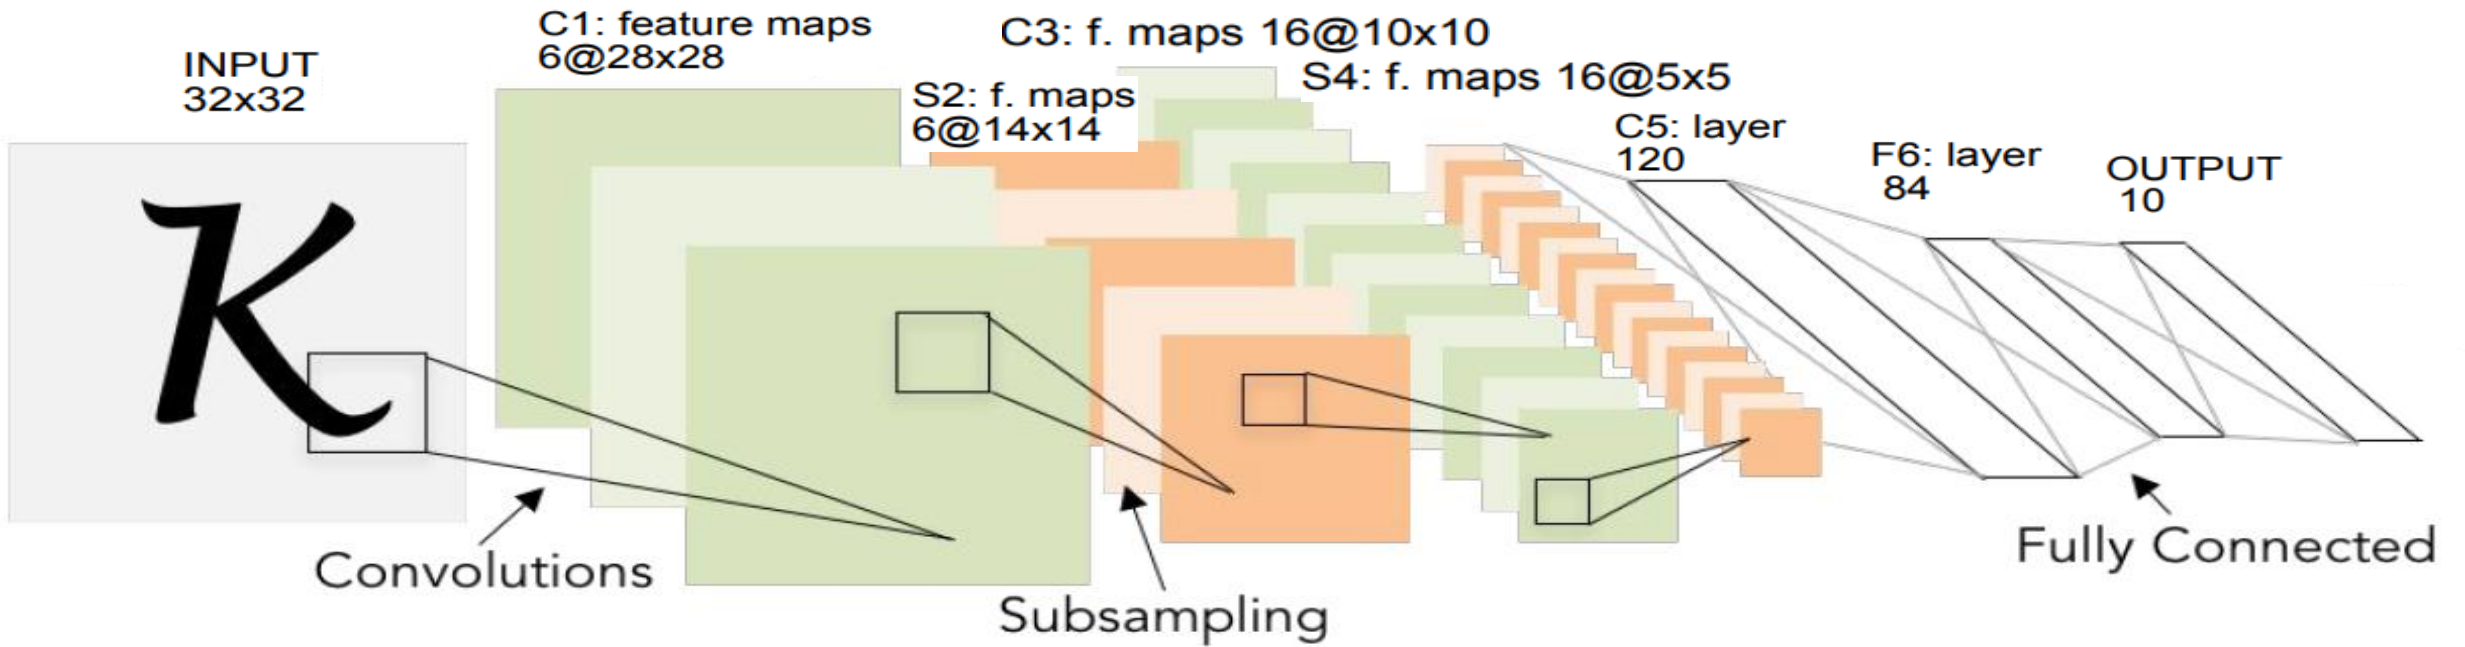 INPUT
32x32
C1: feature maps
6@28x28
S2: f. maps
6@14x14
C3: f. maps 16@10x10
S4: f. maps 16@5x5
C5: layer
120
F6: layer
84
OUTPUT
10
K
Convolutions
Subsampling
Fully Connected